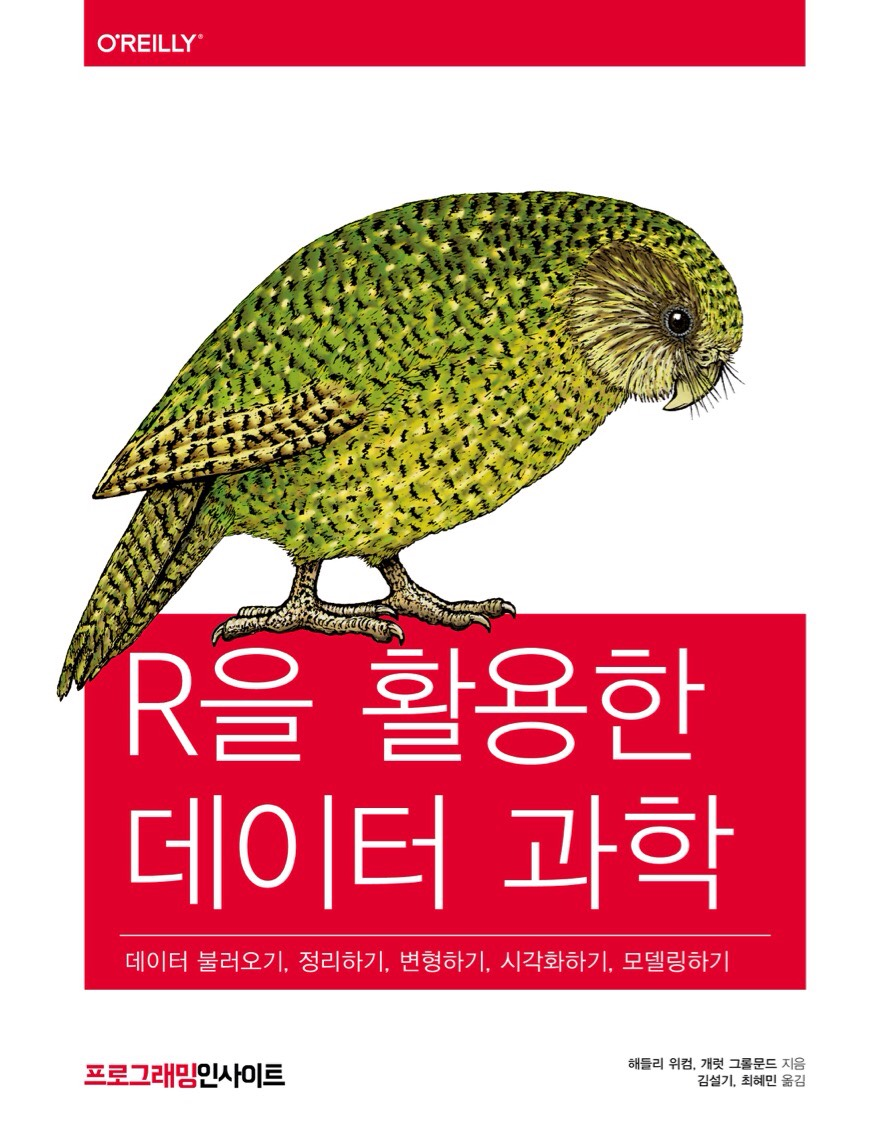 O'REILLY®
R을 활용한
데이터 과학
데이터 불러오기, 정리하기, 변형하기, 시각화하기, 모델링하기
프로그래밍인사이트
해들리 위컴, 개럿 그롤문드 지음
김설기, 최혜민 옮김